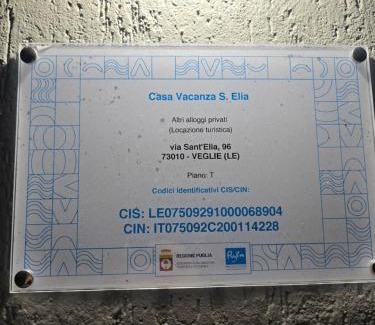 Casa Vacanza S. Elia
Altri alloggi privati
(Locazione turistica)
via Sant'Elia, 96
73010 - VEGLIE (LE)
Piano: T
Codici identificativi CIS/CIN:
CIS: LE07509291000068904
CIN: IT075092C200114228
REGIONE PUGLIA